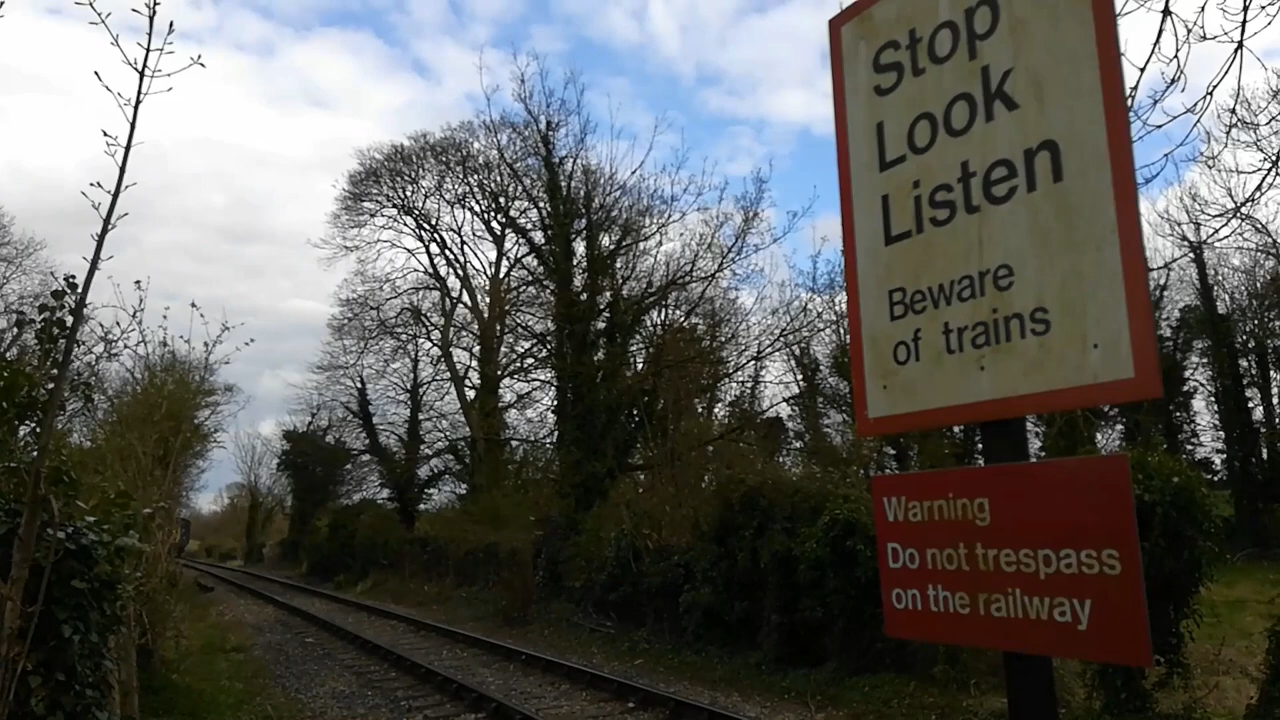 Stop
Look
Listen
Beware
of trains
Warning
Do not trespass
on the railway